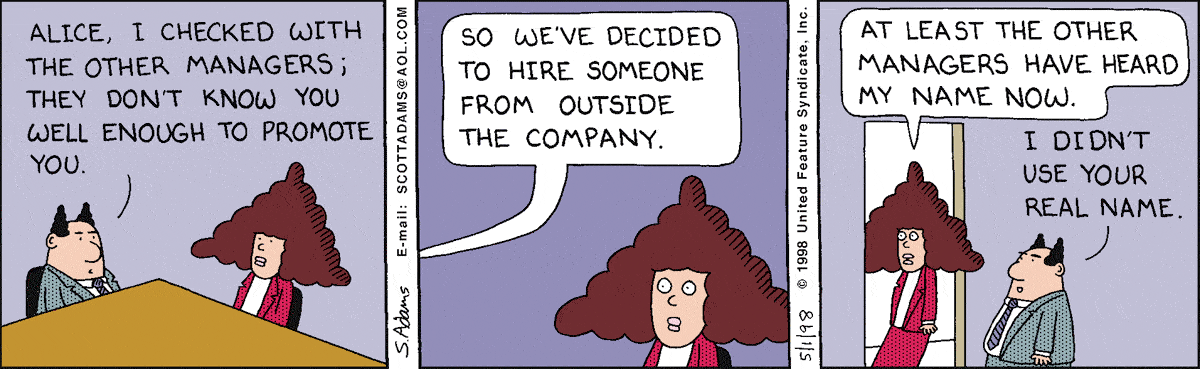 ALICE, I CHECKED WITH
THE OTHER MANAGERS;
THEY DON'T KNOW YOU
WELL ENOUGH TO PROMOTE
YOU.
S. Adams E-mail: SCOTTADAMS@AOL.COM
SO WE'VE DECIDED
TO HIRE SOMEONE
FROM OUTSIDE
THE COMPANY.
5/1/98 © 1998 United Feature Syndicate, Inc.
AT LEAST THE OTHER
MANAGERS HAVE HEARD
MY NAME NOW.
I DIDN'T
USE YOUR
REAL NAME.